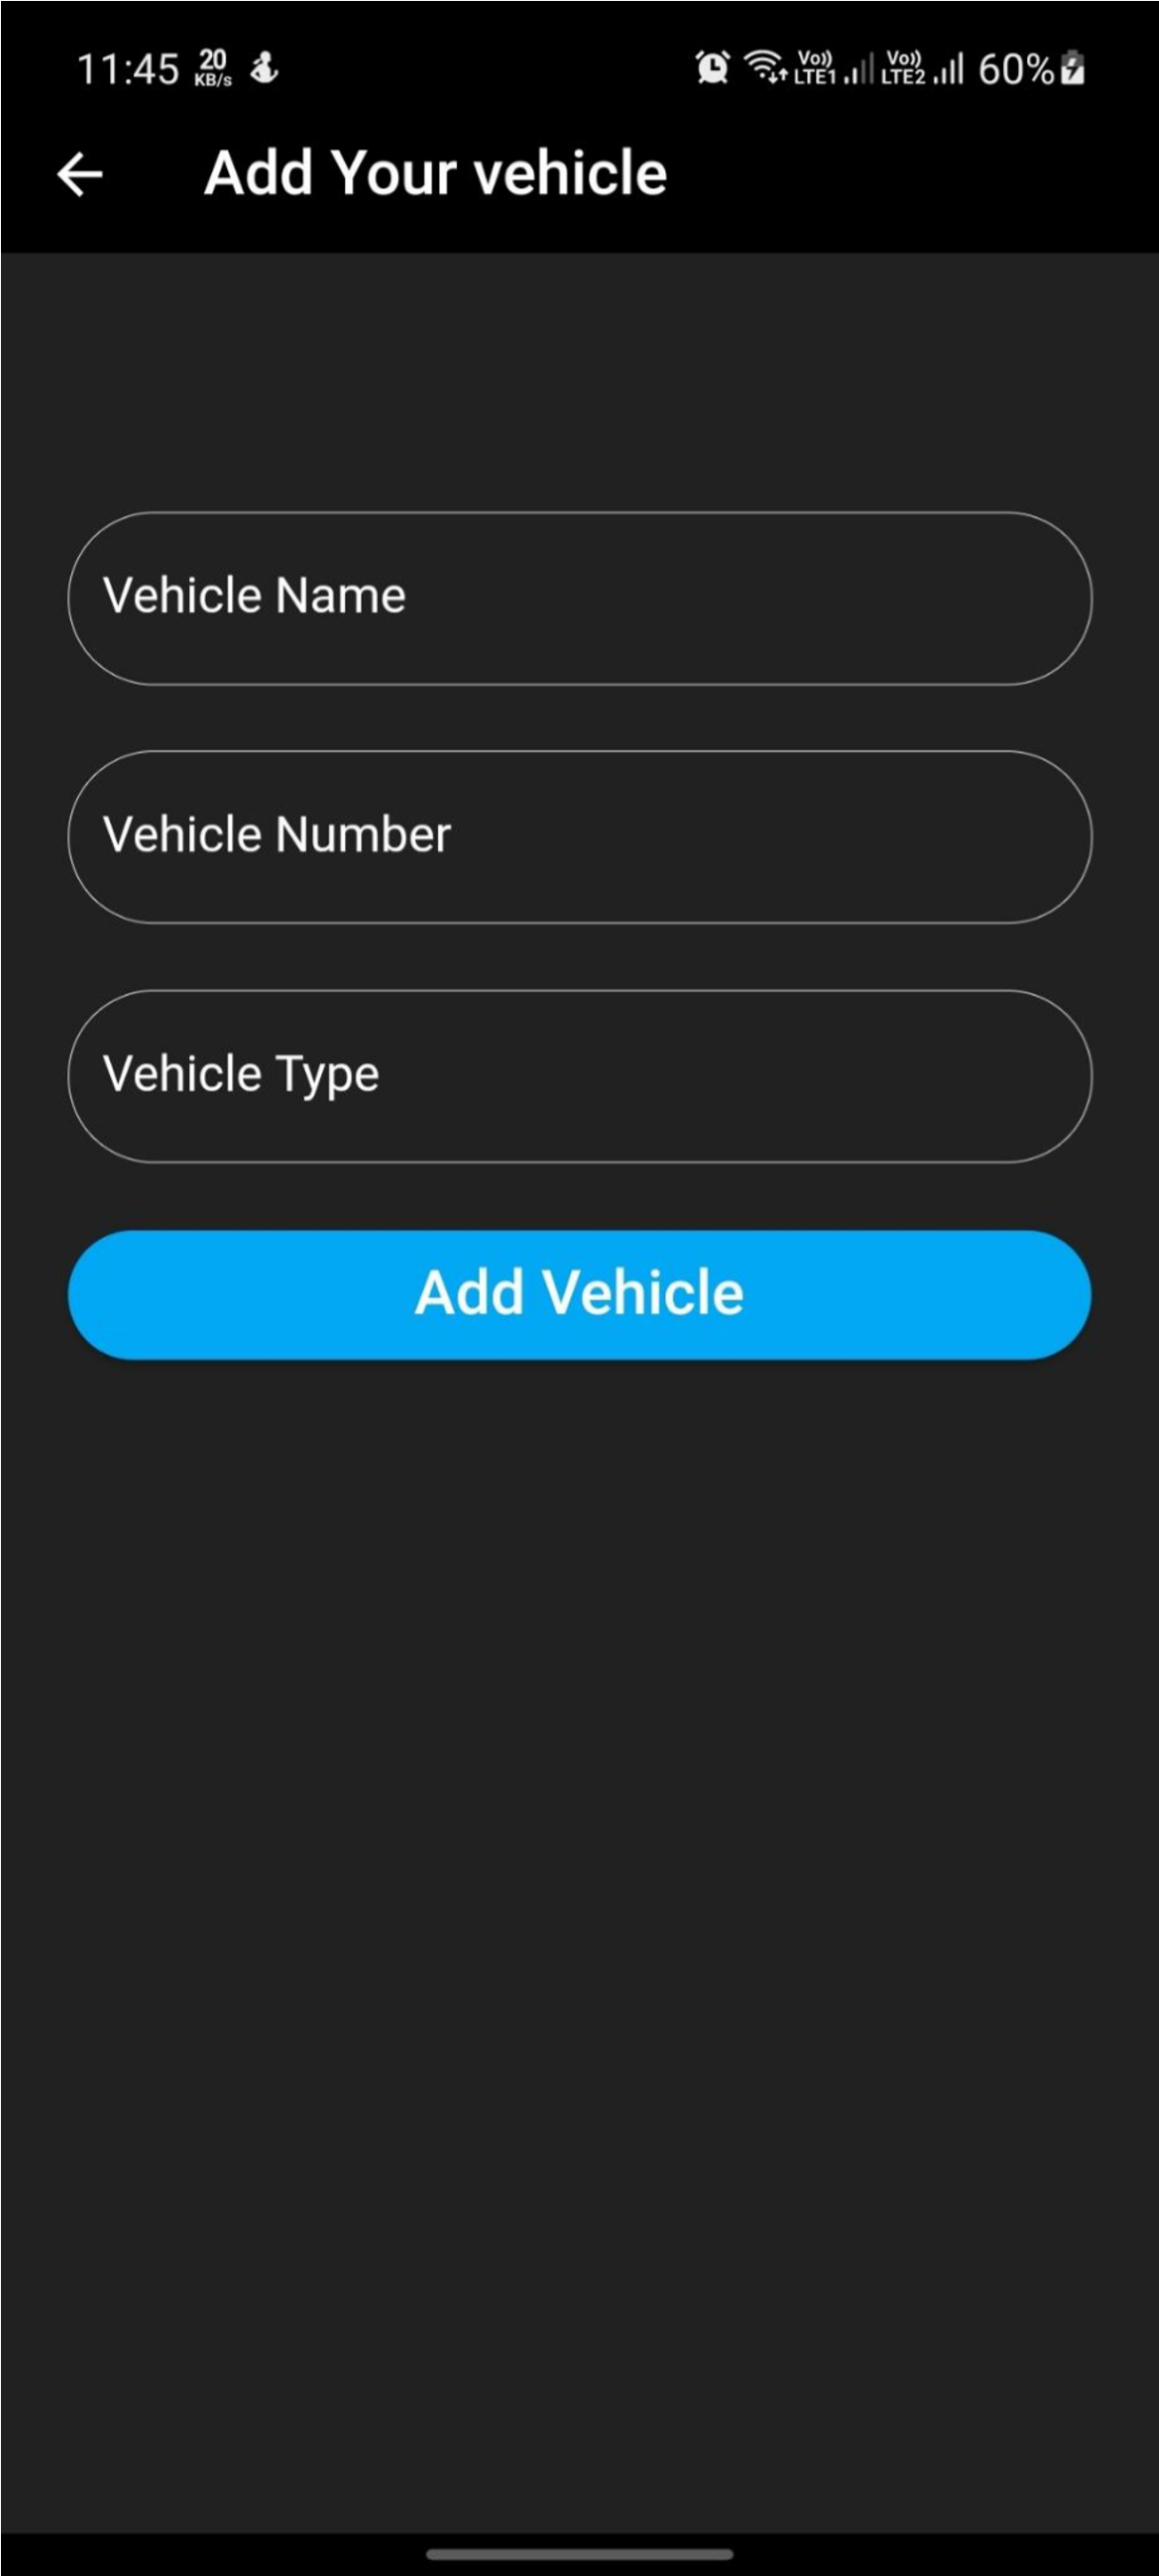 11:45 20 KB/s Vo)) LTE1 Vo)) LTE2 60%
Add Your vehicle
Vehicle Name
Vehicle Number
Vehicle Type
Add Vehicle